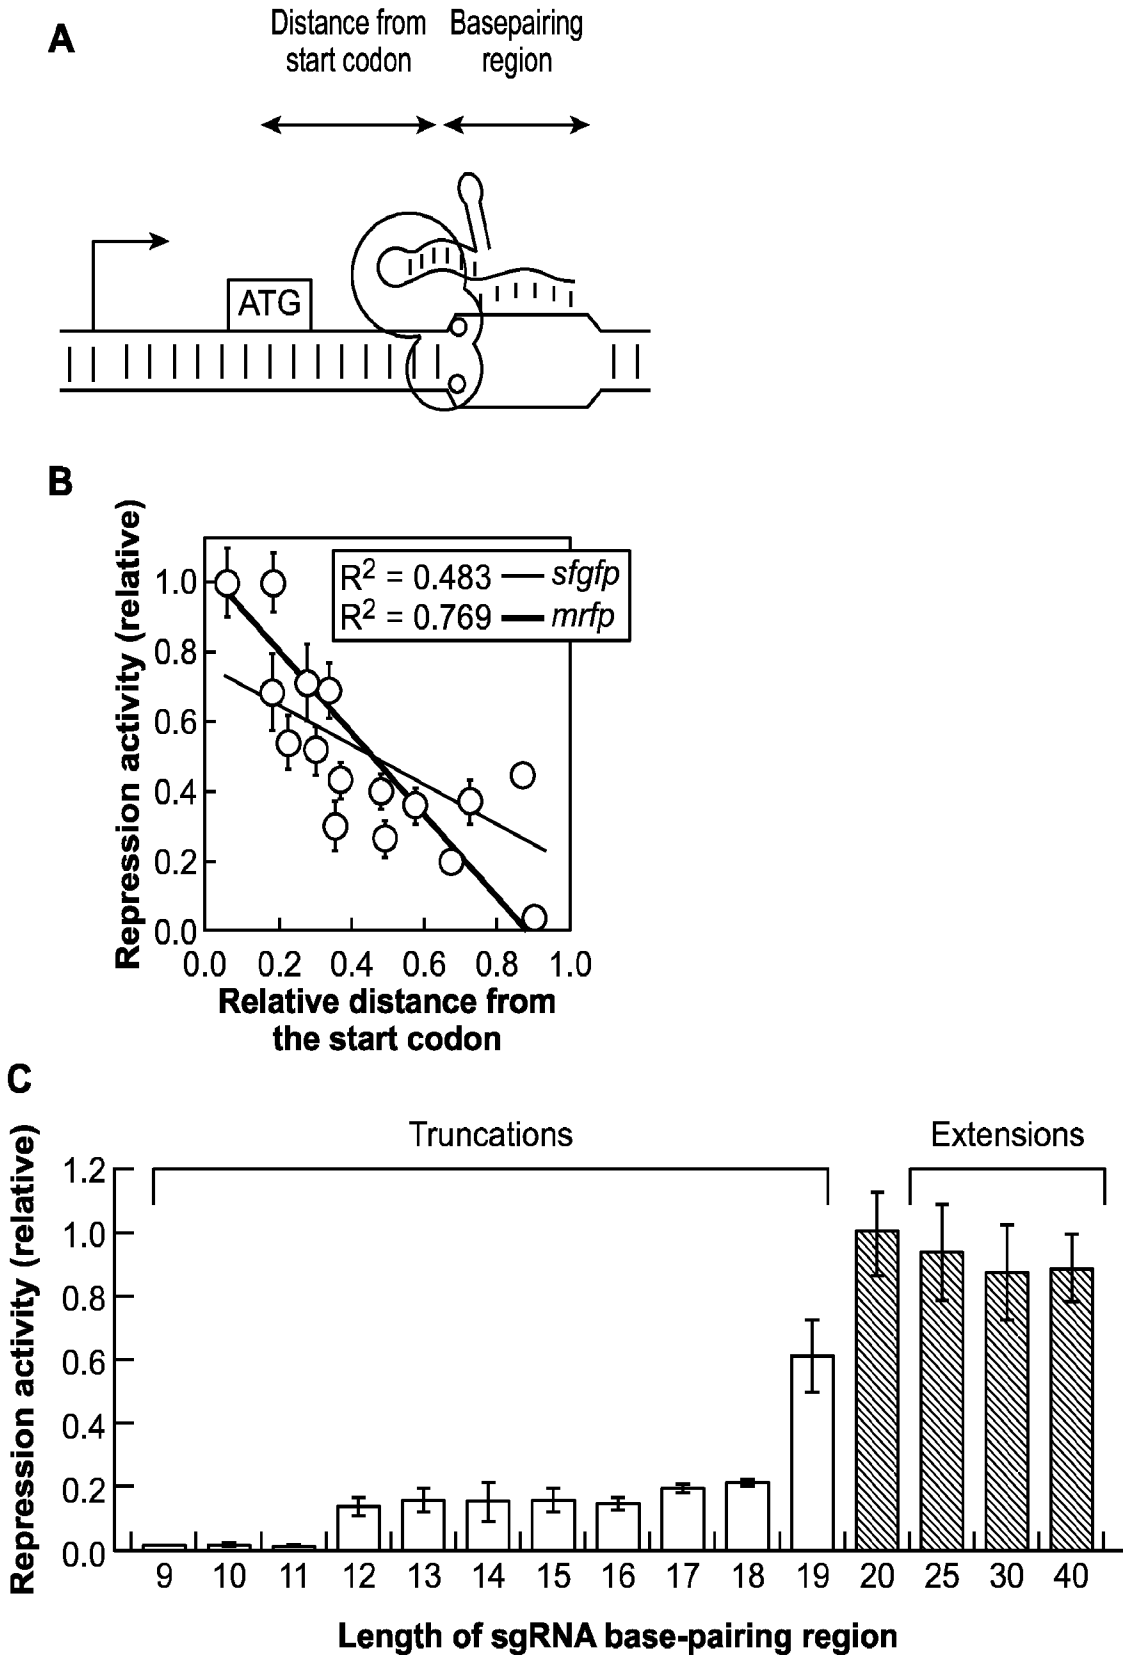 A
Distance from
start codon
Basepairing
region
ATG
B
Repression activity (relative)
1.0
0.8
0.6
0.4
0.2
0.0
R² = 0.483 sfgfp
R² = 0.769 mrfp
0.0 0.2 0.4 0.6 0.8 1.0
Relative distance from
the start codon
C
Repression activity (relative)
Truncations
Extensions
1.2
1.0
0.8
0.6
0.4
0.2
0.0
9 10 11 12 13 14 15 16 17 18 19 20 25 30 40
Length of sgRNA base-pairing region